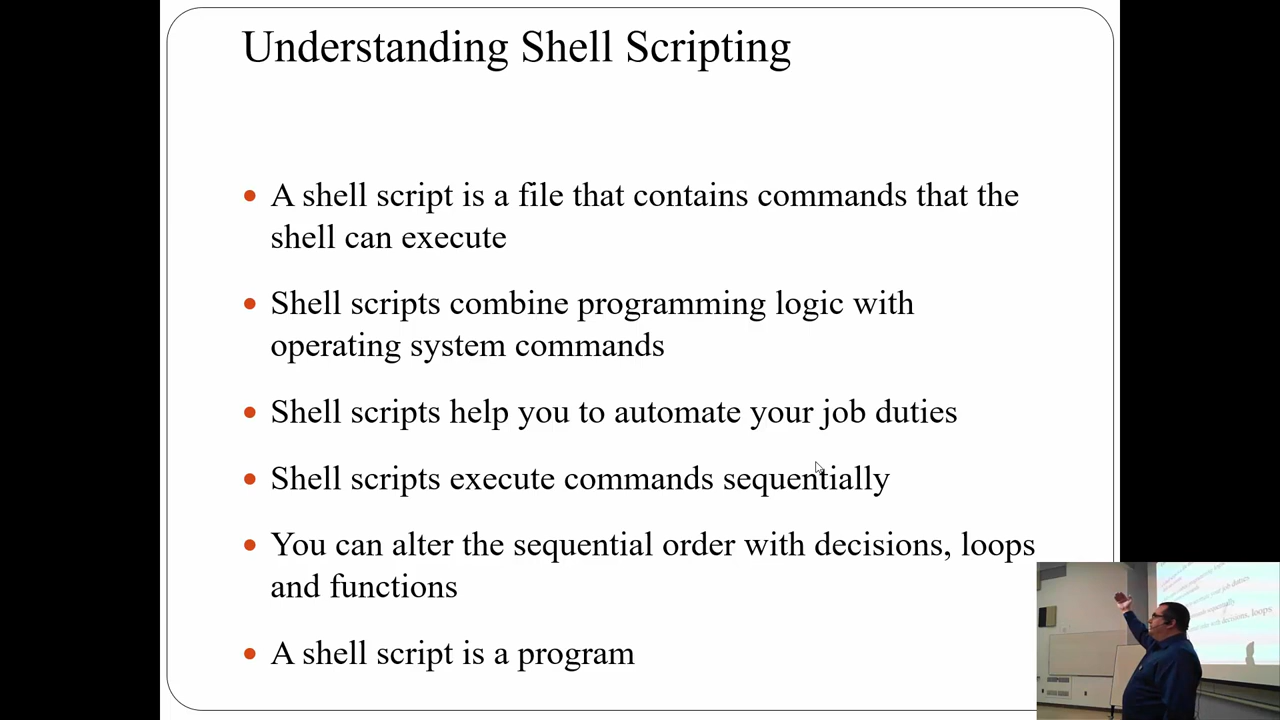 Understanding Shell Scripting
A shell script is a file that contains commands that the
shell can execute
Shell scripts combine programming logic with
operating system commands
Shell scripts help you to automate your job duties
Shell scripts execute commands sequentially
You can alter the sequential order with decisions, loops
and functions
A shell script is a program